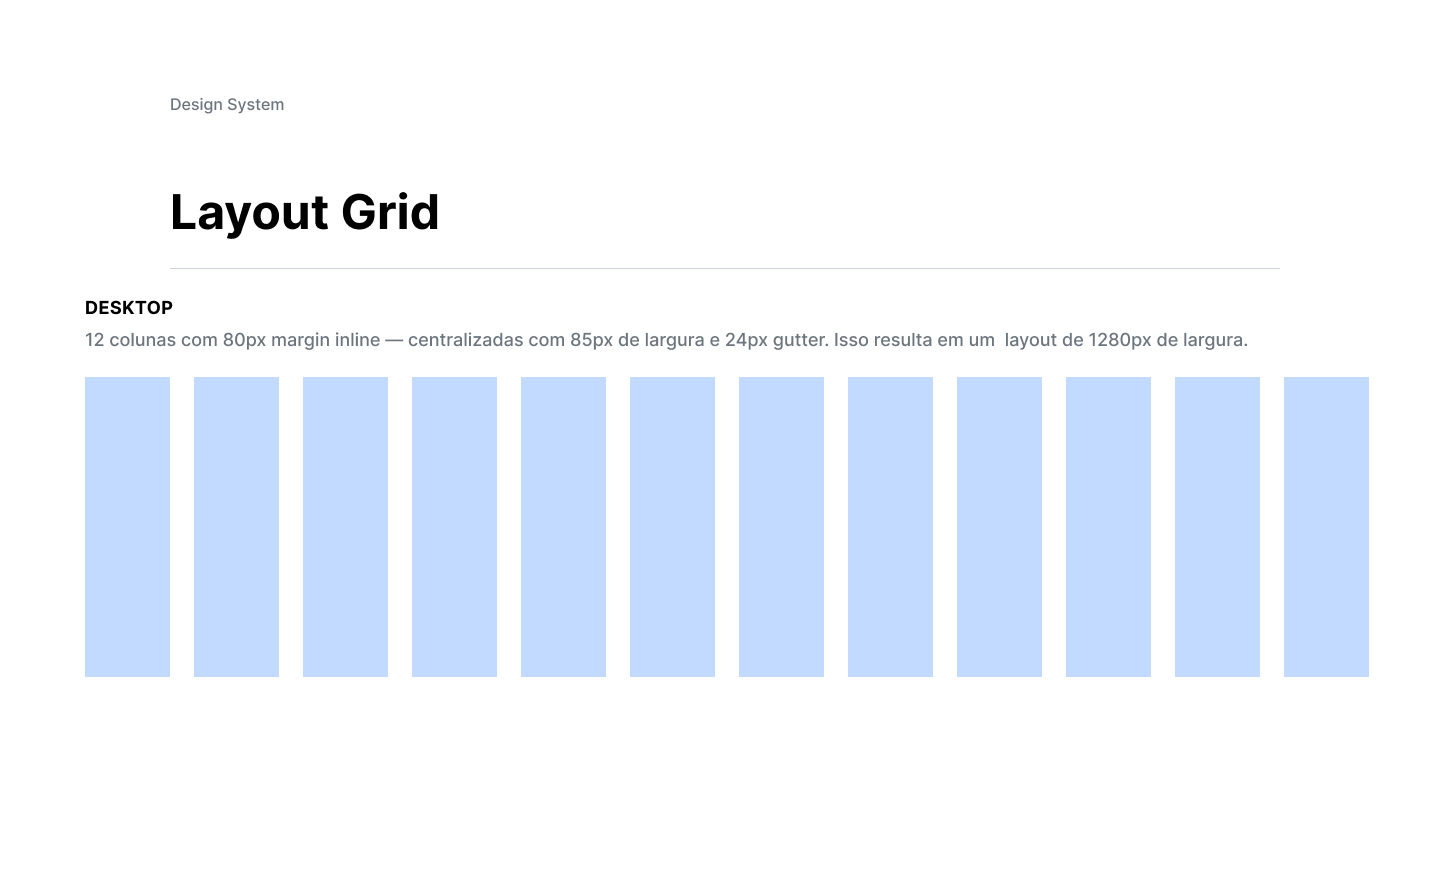 Design System
Layout Grid
DESKTOP
12 colunas com 80px margin inline — centralizadas com 85px de largura e 24px gutter. Isso resulta em um  layout de 1280px de largura.